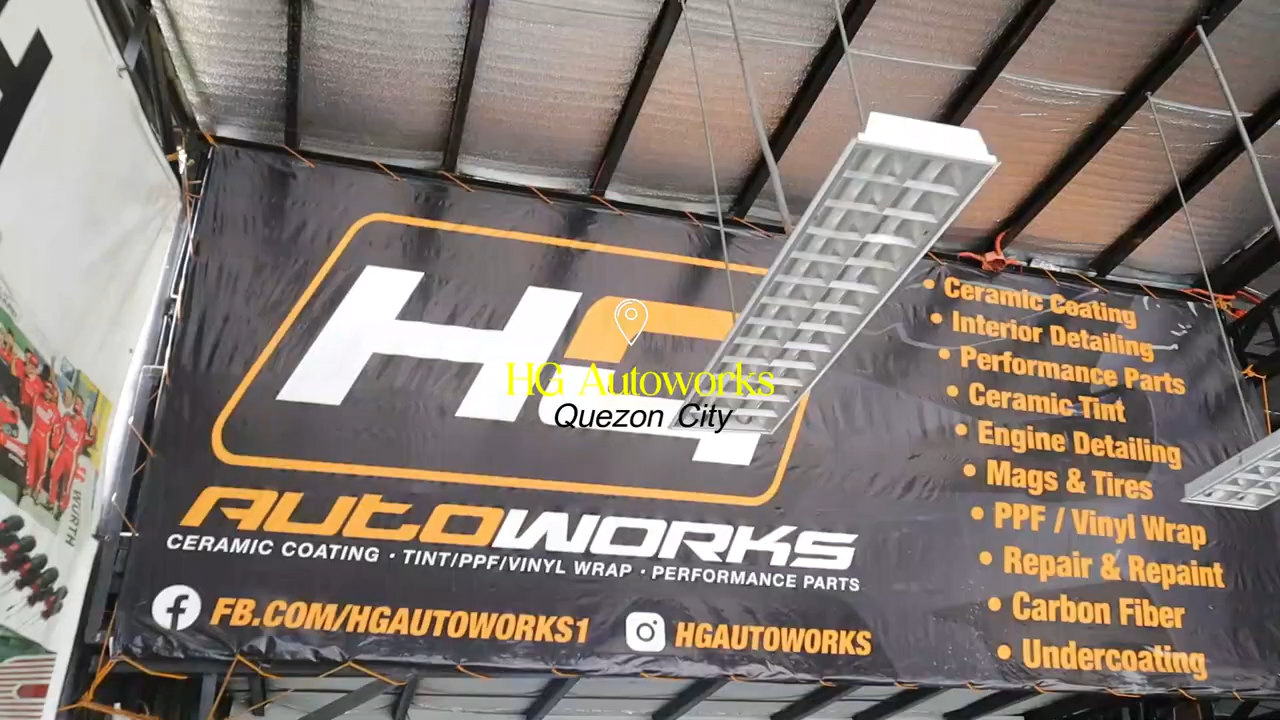 HG
HG Autoworks
Quezon City
AUTOWORKS
CERAMIC COATING · TINT/PPF/VINYL WRAP · PERFORMANCE PARTS
FB.COM/HGAUTOWORKS1
HGAUTOWORKS
• Ceramic Coating
• Interior Detailing
• Performance Parts
• Ceramic Tint
• Engine Detailing
• Mags & Tires
• PPF / Vinyl Wrap
• Repair & Repaint
• Carbon Fiber
• Undercoating
WURTH